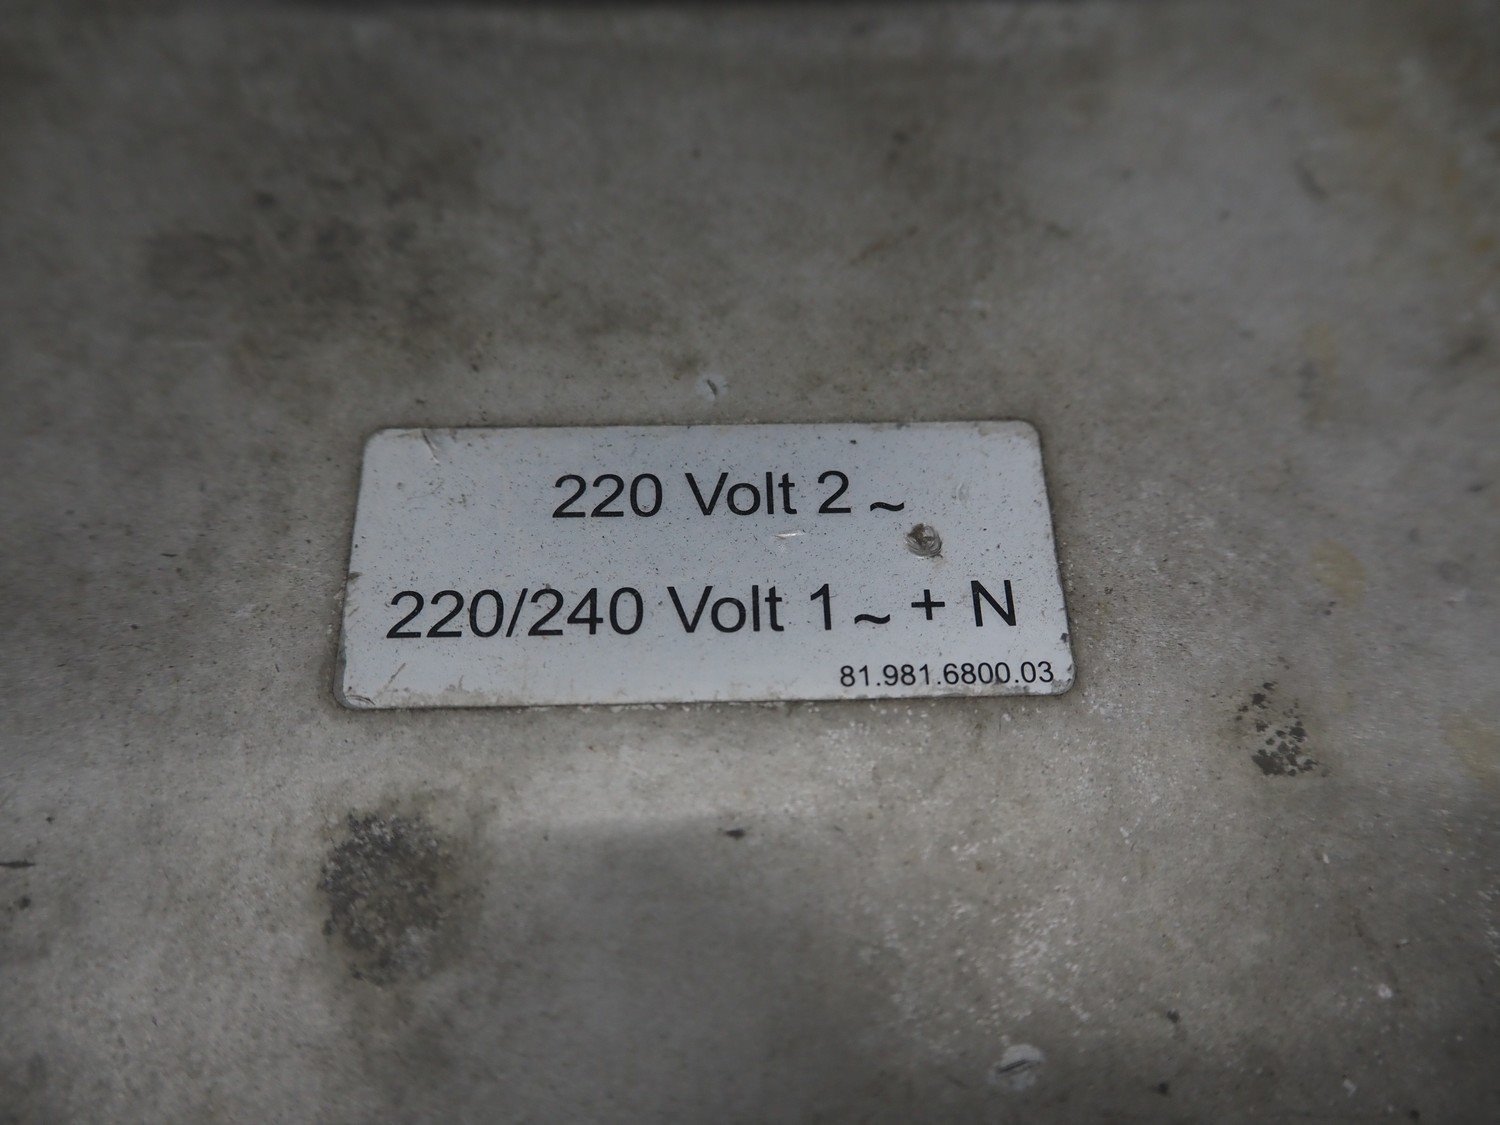 220 Volt 2 ~
220/240 Volt 1 ~ + N
81.981.6800.03